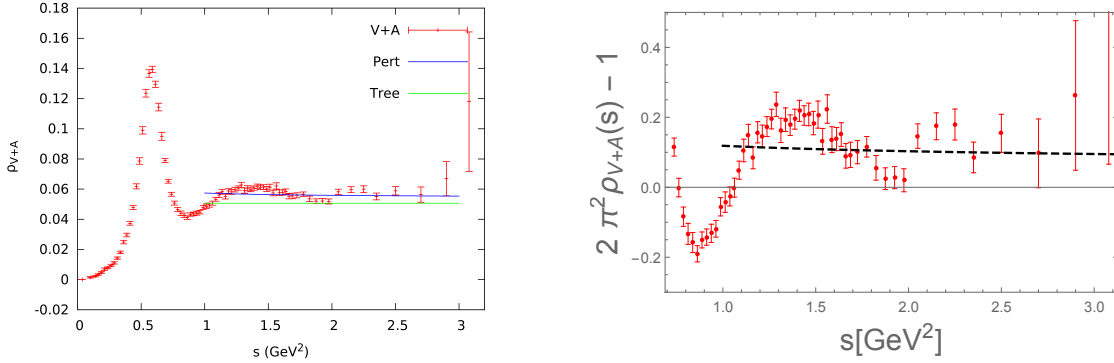 0.18
0.16
0.14
0.12
0.1
0.08
0.06
0.04
0.02
0
-0.02
ρV+A
V+A
Pert
Tree
0 0.5 1 1.5 2 2.5 3
s (GeV²)
2 π² ρV+A(s) − 1
0.4
0.2
0.0
-0.2
1.0 1.5 2.0 2.5 3.0
s[GeV²]